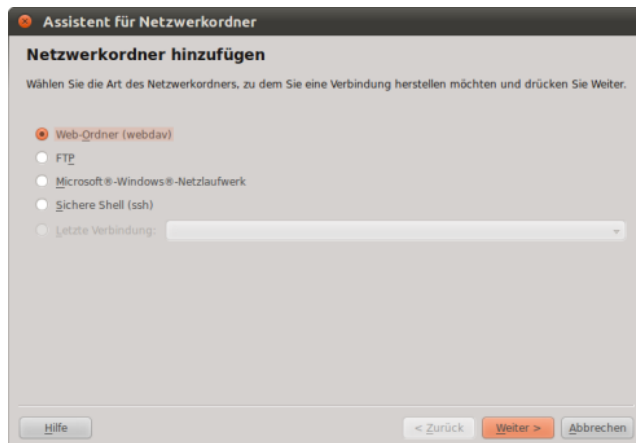 Assistent für Netzwerkordner
Netzwerkordner hinzufügen
Wählen Sie die Art des Netzwerkordners, zu dem Sie eine Verbindung herstellen möchten und drücken Sie Weiter.
Web-Ordner (webdav)
FTP
Microsoft®-Windows®-Netzlaufwerk
Sichere Shell (ssh)
Letzte Verbindung:
Hilfe
< Zurück
Weiter >
Abbrechen